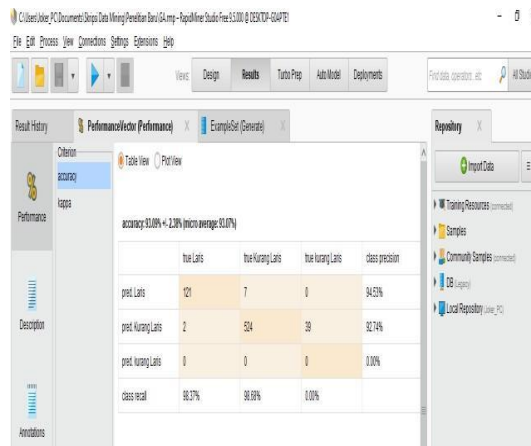 C:\Users\Joker_PC\Documents\Skripsi Data Mining\Penelitian Baru\GA.rmp – RapidMiner Studio Free 9.5.000 @ DESKTOP-G0APTE1
File Edit Process View Connections Settings Extensions Help
Views: Design Results Turbo Prep Auto Model Deployments Find data, operators...etc All Studio
Result History PerformanceVector (Performance) ExampleSet (Generate) Repository
Criterion Table View Plot View
accuracy
kappa
Import Data
Performance
Training Resources (connected)
Samples
Community Samples (connected)
DB (Legacy)
Local Repository (Joker_PC)
accuracy: 93.09% +/- 2.38% (micro average: 93.07%)
true Laris true Kurang Laris true kurang Laris class precision
pred. Laris 121 7 0 94.53%
pred. Kurang Laris 2 524 39 92.74%
pred. kurang Laris 0 0 0 0.00%
class recall 98.37% 98.68% 0.00%
Description
Annotations